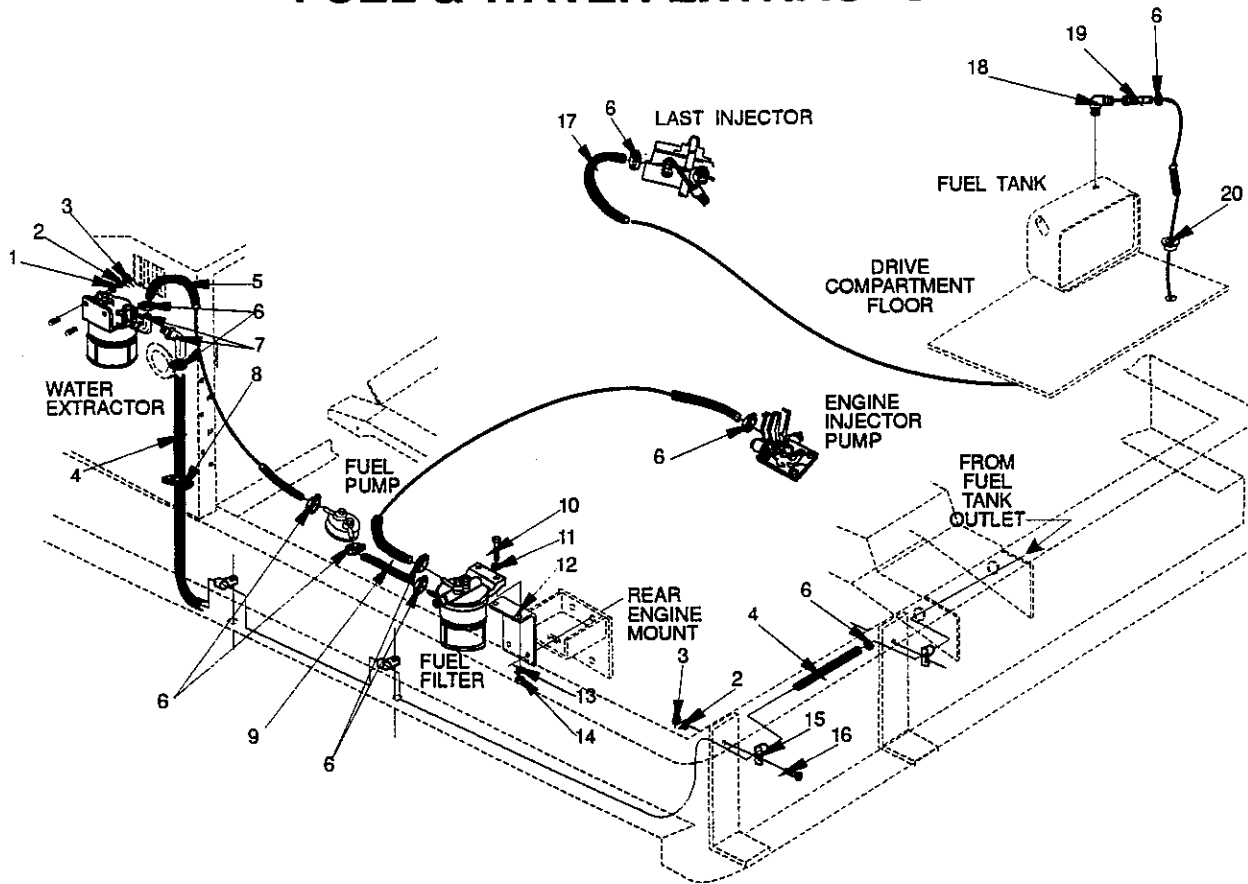 FUEL & WATER
19
6
18
17
6
LAST INJECTOR
FUEL TANK
20
3
2
1
5
DRIVE
COMPARTMENT
FLOOR
6
7
8
WATER
EXTRACTOR
4
ENGINE
INJECTOR
PUMP
6
FUEL
PUMP
FROM
FUEL
TANK
OUTLET
10
11
12
REAR
ENGINE
MOUNT
4
6
FUEL
FILTER
3
2
13
6
9
14
15
16
6